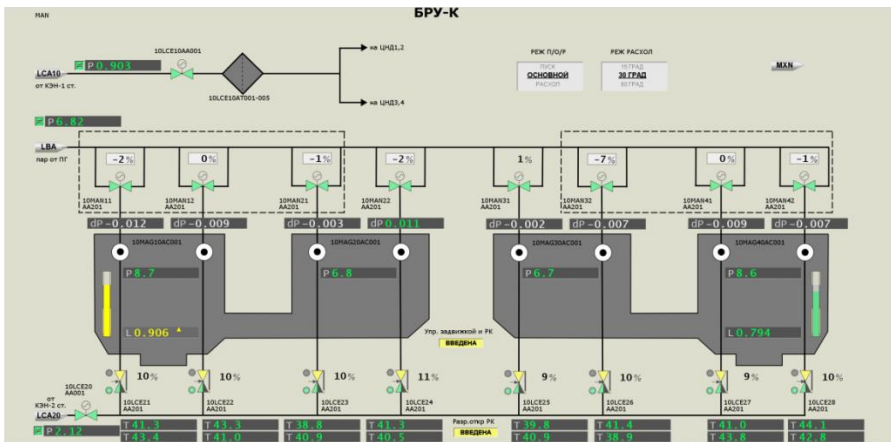 MAN
БРУ-К
10LCE10AA001
P 0.903
LCA10
от КЭН-1 ст.
10LCE10AT001-005
на ЦНД1,2
на ЦНД3,4
РЕЖ П/О/Р
ПУСК
ОСНОВНОЙ
РАСХОЛ
РЕЖ РАСХОЛ
15 ГРАД
30 ГРАД
60 ГРАД
MXN
P 6.82
LBA
пар от ПГ
-2% 0% -1% -2% 1% -7% 0% -1%
10MAN11 AA201
10MAN12 AA201
10MAN21 AA201
10MAN22 AA201
10MAN31 AA201
10MAN32 AA201
10MAN41 AA201
10MAN42 AA201
dP -0.012 dP -0.009 dP -0.003 dP 0.011 dP -0.002 dP -0.007 dP -0.009 dP -0.007
10MAG10AC001 10MAG20AC001 10MAG30AC001 10MAG40AC001
P 8.7 P 6.8 P 6.7 P 8.6
L 0.906 L 0.794
Упр. задвижкой и РК
ВВЕДЕНА
10% 10% 10% 11% 9% 10% 9% 10%
10LCE20 AA001
от КЭН-2 ст.
LCA20
P 2.12
10LCE21 AA201
10LCE22 AA201
10LCE23 AA201
10LCE24 AA201
10LCE25 AA201
10LCE26 AA201
10LCE27 AA201
10LCE28 AA201
Разр.откр РК
ВВЕДЕНА
T 41.3 T 43.3 T 38.8 T 41.3 T 39.8 T 41.4 T 41.0 T 44.1
T 43.4 T 41.0 T 40.9 T 40.5 T 40.9 T 38.9 T 43.8 T 42.8